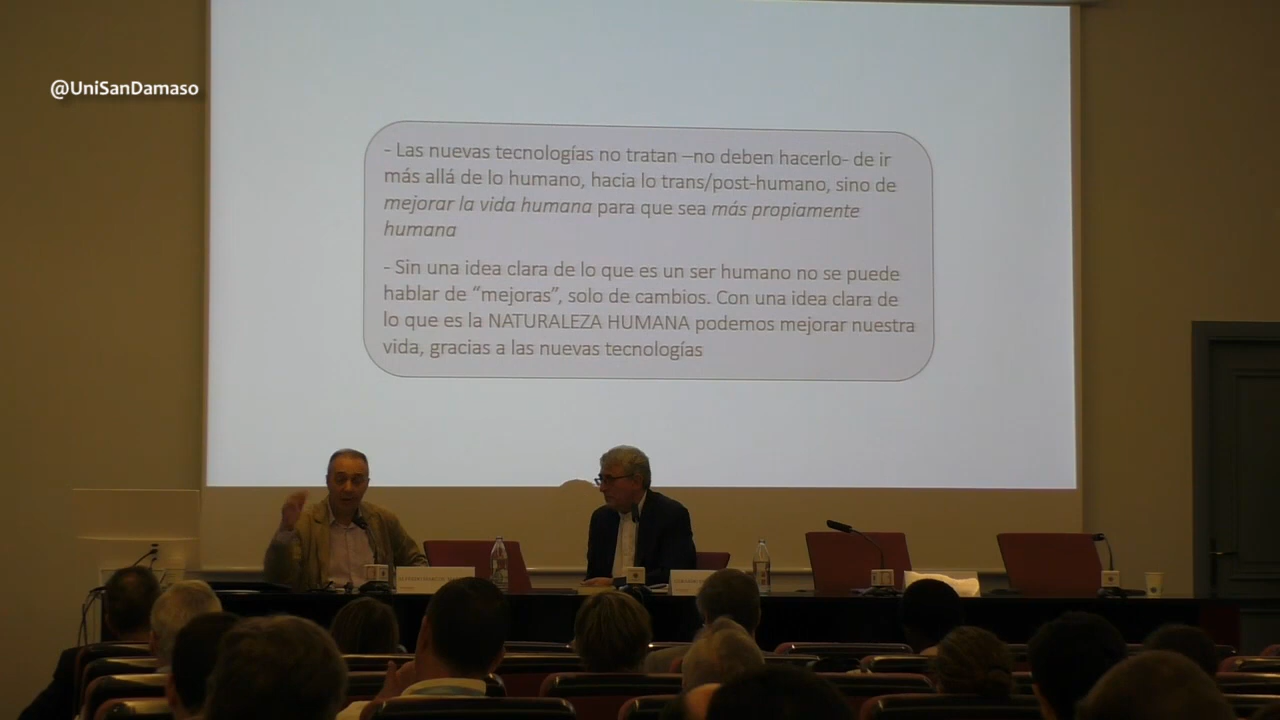 @UniSanDamaso
- Las nuevas tecnologías no tratan –no deben hacerlo- de ir
más allá de lo humano, hacia lo trans/post-humano, sino de
mejorar la vida humana para que sea más propiamente
humana
- Sin una idea clara de lo que es un ser humano no se puede
hablar de “mejoras”, solo de cambios. Con una idea clara de
lo que es la NATURALEZA HUMANA podemos mejorar nuestra
vida, gracias a las nuevas tecnologías